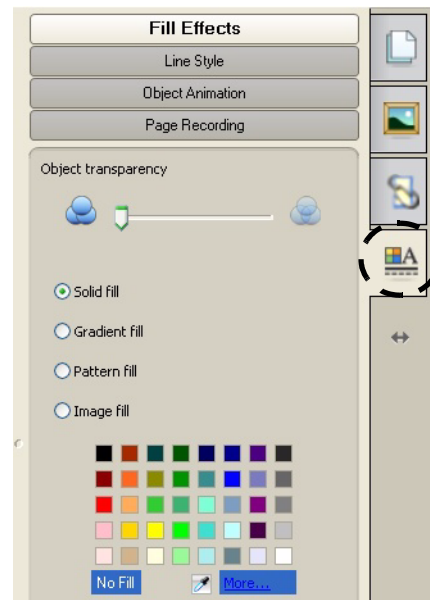 Fill Effects
Line Style
Object Animation
Page Recording
Object transparency
Solid fill
Gradient fill
Pattern fill
Image fill
No Fill
More...
A